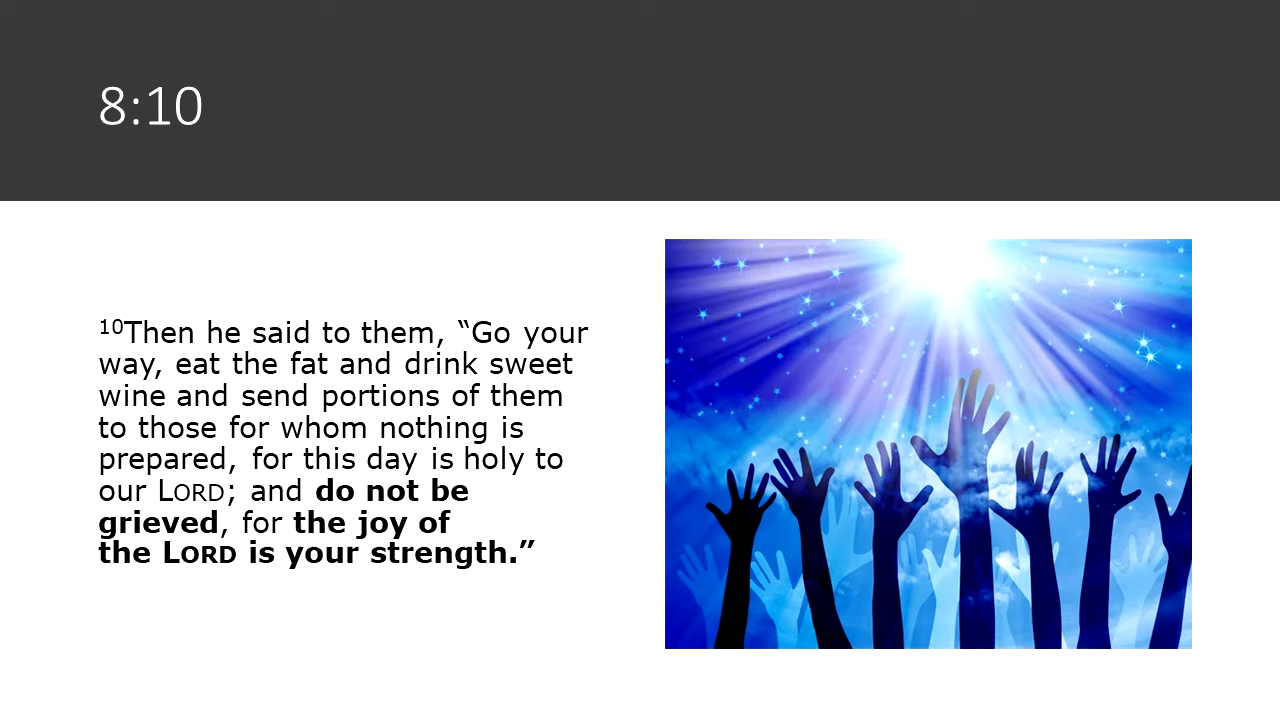 8:10
10Then he said to them, “Go your
way, eat the fat and drink sweet
wine and send portions of them
to those for whom nothing is
prepared, for this day is holy to
our LORD; and do not be
grieved, for the joy of
the LORD is your strength.”